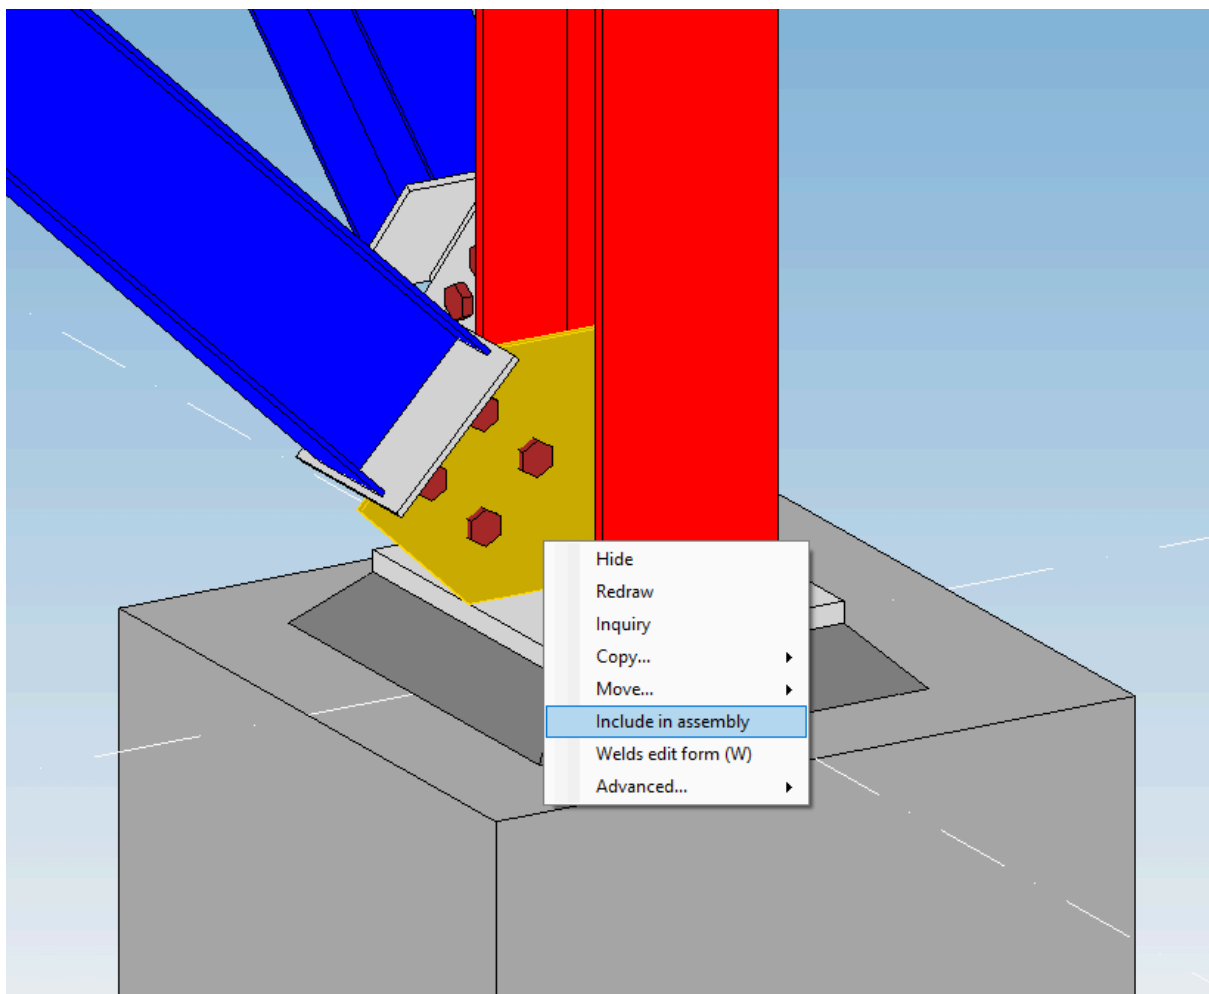 Hide
Redraw
Inquiry
Copy...
Move...
Include in assembly
Welds edit form (W)
Advanced...